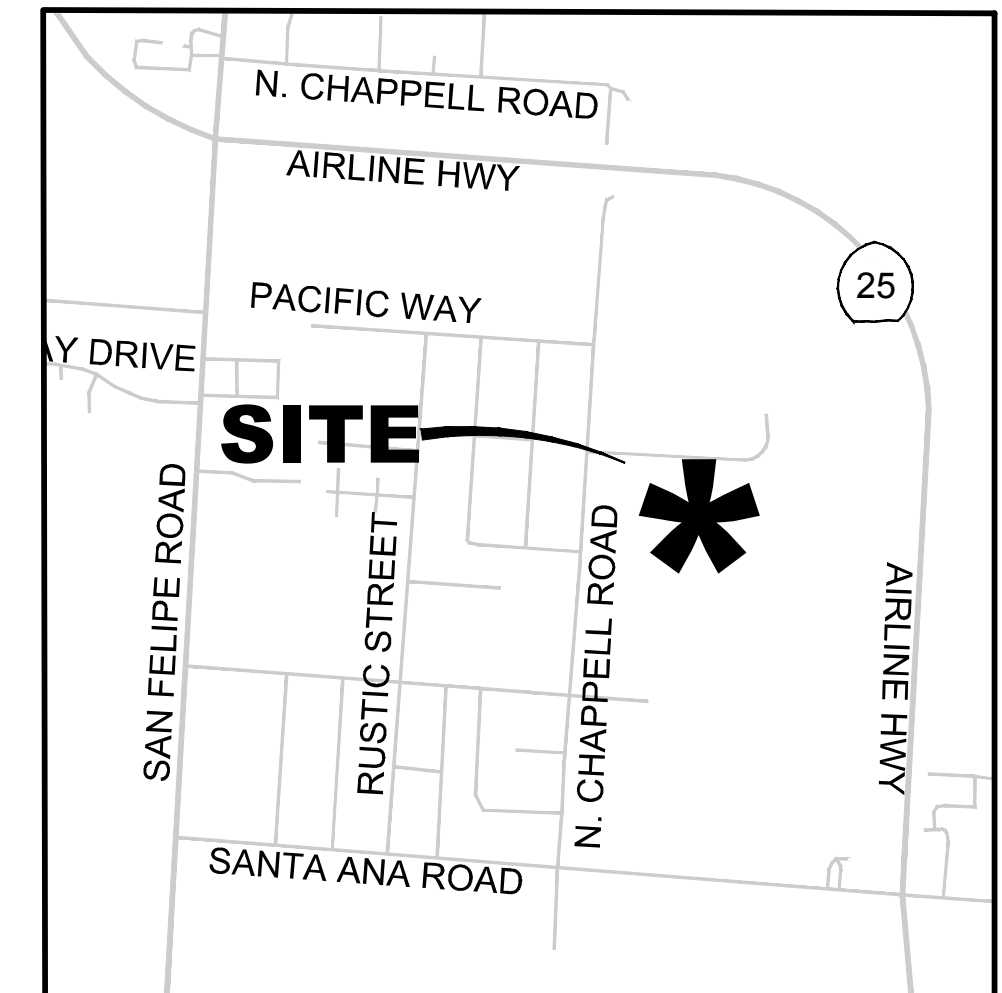 N. CHAPPELL ROAD
AIRLINE HWY
25
PACIFIC WAY
DRIVE
SITE
SAN FELIPE ROAD
RUSTIC STREET
N. CHAPPELL ROAD
AIRLINE HWY
SANTA ANA ROAD